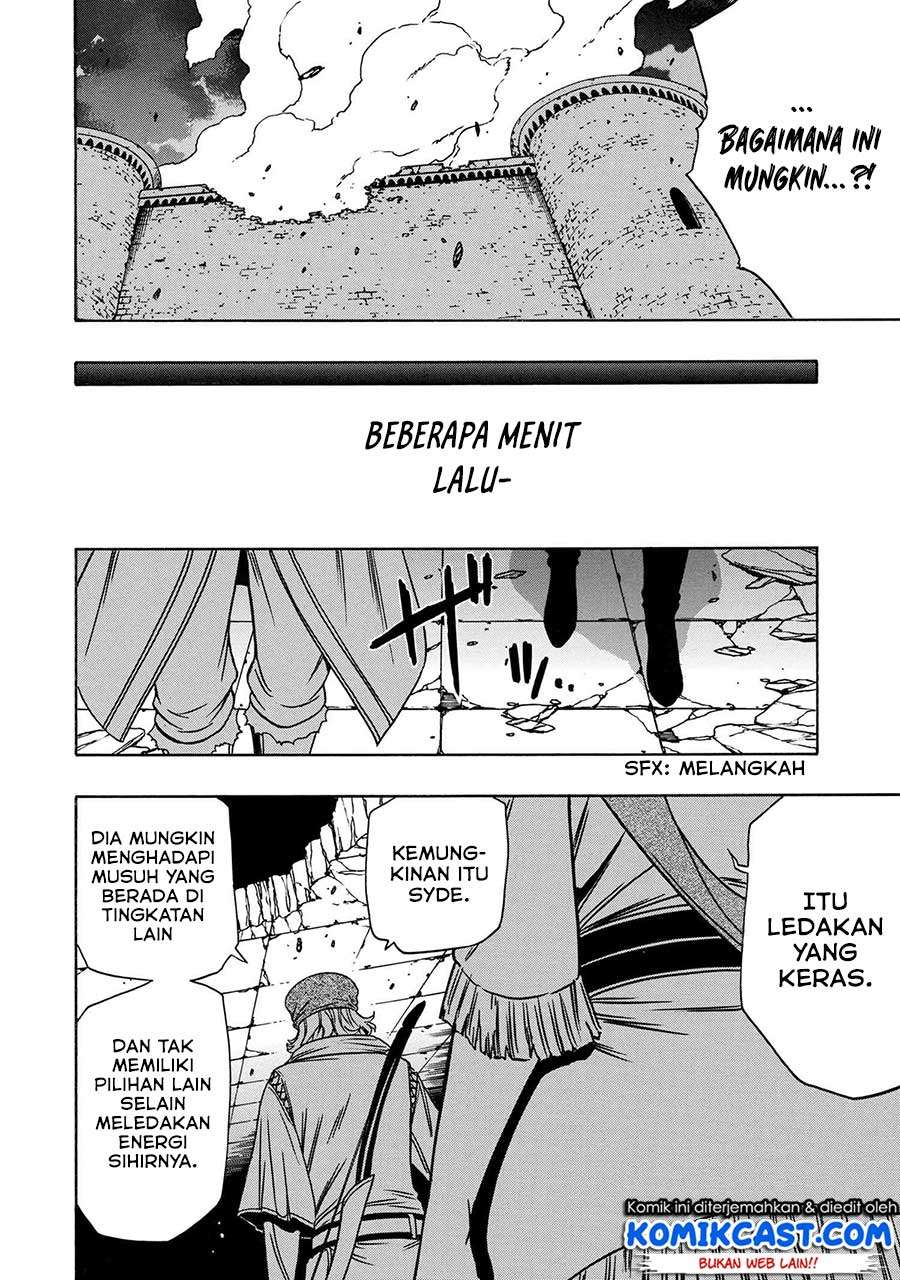 ...
BAGAIMANA INI
MUNGKIN...?!
BEBERAPA MENIT
LALU-
SFX: MELANGKAH
ITU
LEDAKAN
YANG
KERAS.
KEMUNG-
KINAN ITU
SYDE.
DIA MUNGKIN
MENGHADAPI
MUSUH YANG
BERADA DI
TINGKATAN
LAIN
DAN TAK
MEMILIKI
PILIHAN LAIN
SELAIN
MELEDAKAN
ENERGI
SIHIRNYA.
Komik ini diterjemahkan & diedit oleh
KOMIKCAST.COM
BUKAN WEB LAIN!!